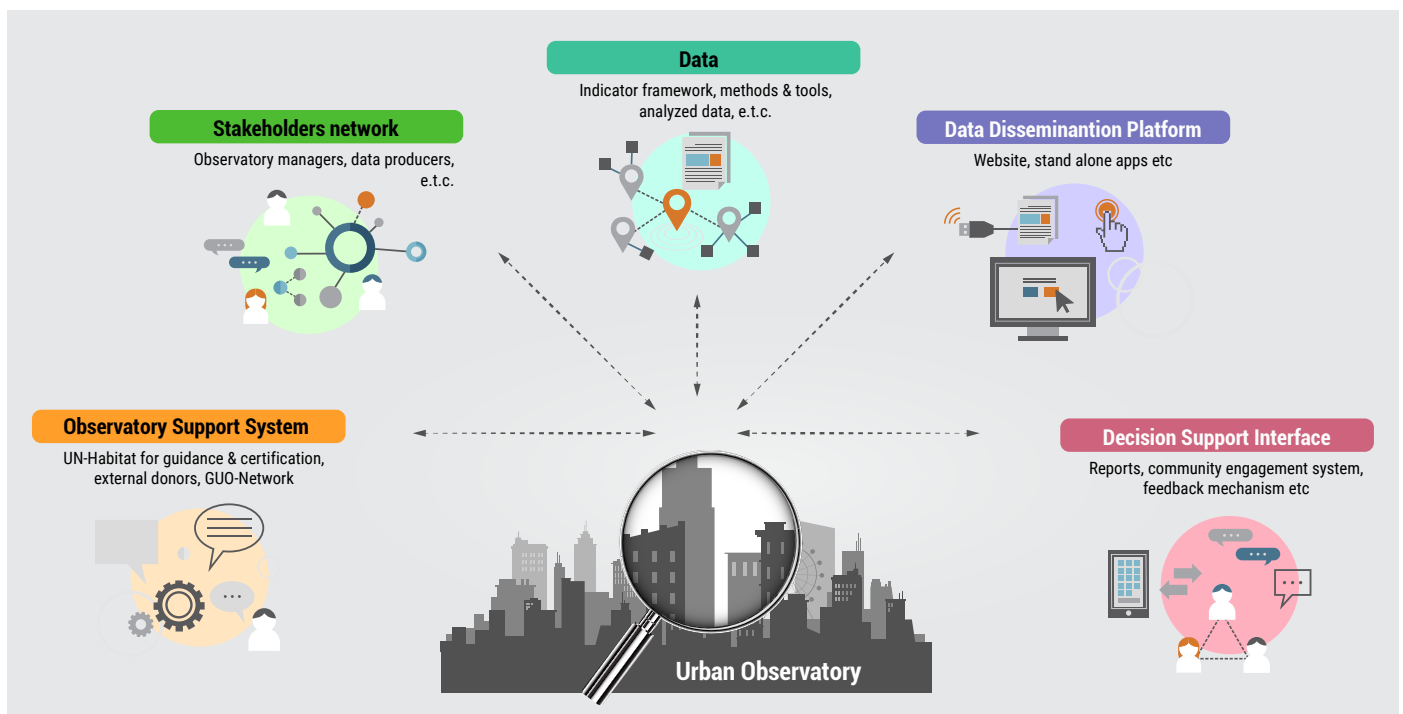 Data
Indicator framework, methods & tools,
analyzed data, e.t.c.
Stakeholders network
Observatory managers, data producers,
e.t.c.
Data Disseminantion Platform
Website, stand alone apps etc
Observatory Support System
UN-Habitat for guidance & certification,
external donors, GUO-Network
Decision Support Interface
Reports, community engagement system,
feedback mechanism etc
Urban Observatory